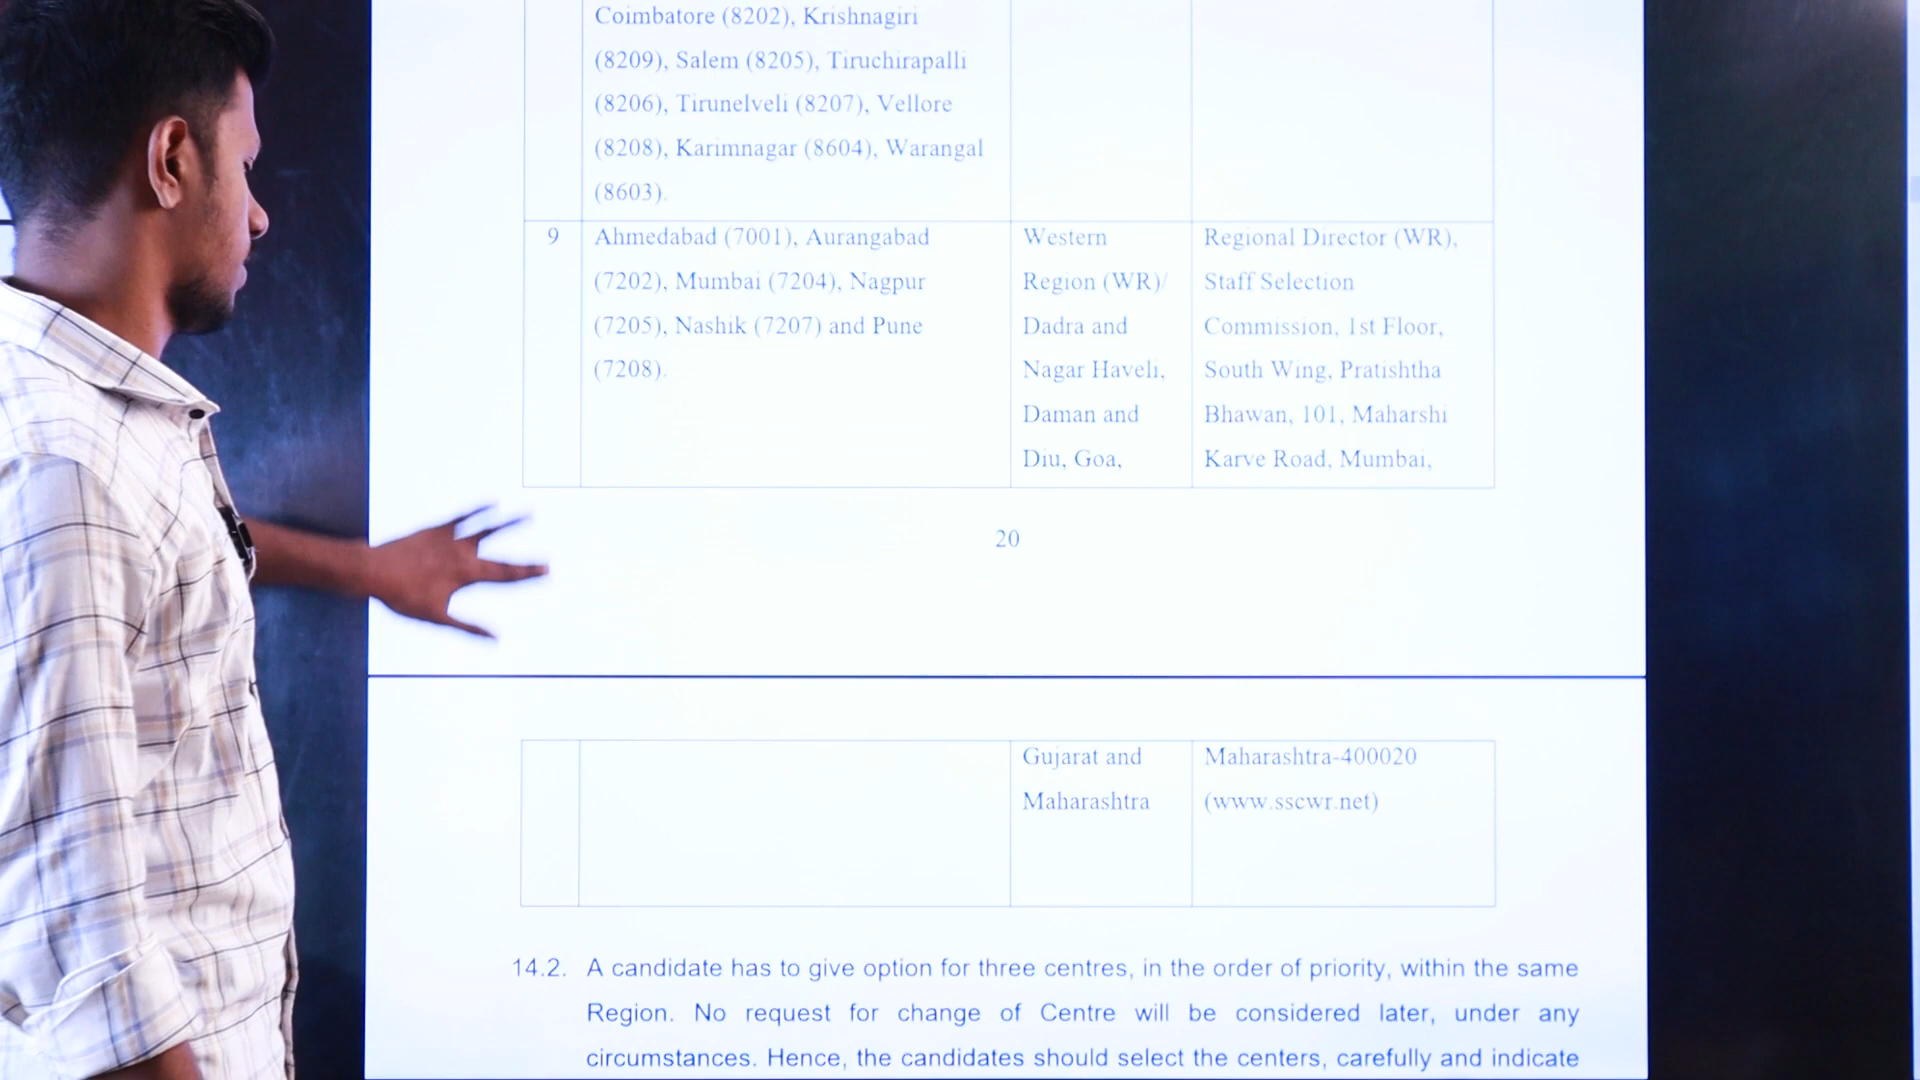 Coimbatore (8202), Krishnagiri
(8209), Salem (8205), Tiruchirapalli
(8206), Tirunelveli (8207), Vellore
(8208), Karimnagar (8604), Warangal
(8603).
9
Ahmedabad (7001), Aurangabad
(7202), Mumbai (7204), Nagpur
(7205), Nashik (7207) and Pune
(7208).
Western
Region (WR)/
Dadra and
Nagar Haveli,
Daman and
Diu, Goa,
Regional Director (WR),
Staff Selection
Commission, 1st Floor,
South Wing, Pratishtha
Bhawan, 101, Maharshi
Karve Road, Mumbai,
20
Gujarat and
Maharashtra
Maharashtra-400020
(www.sscwr.net)
14.2. A candidate has to give option for three centres, in the order of priority, within the same
Region. No request for change of Centre will be considered later, under any
circumstances. Hence, the candidates should select the centers, carefully and indicate